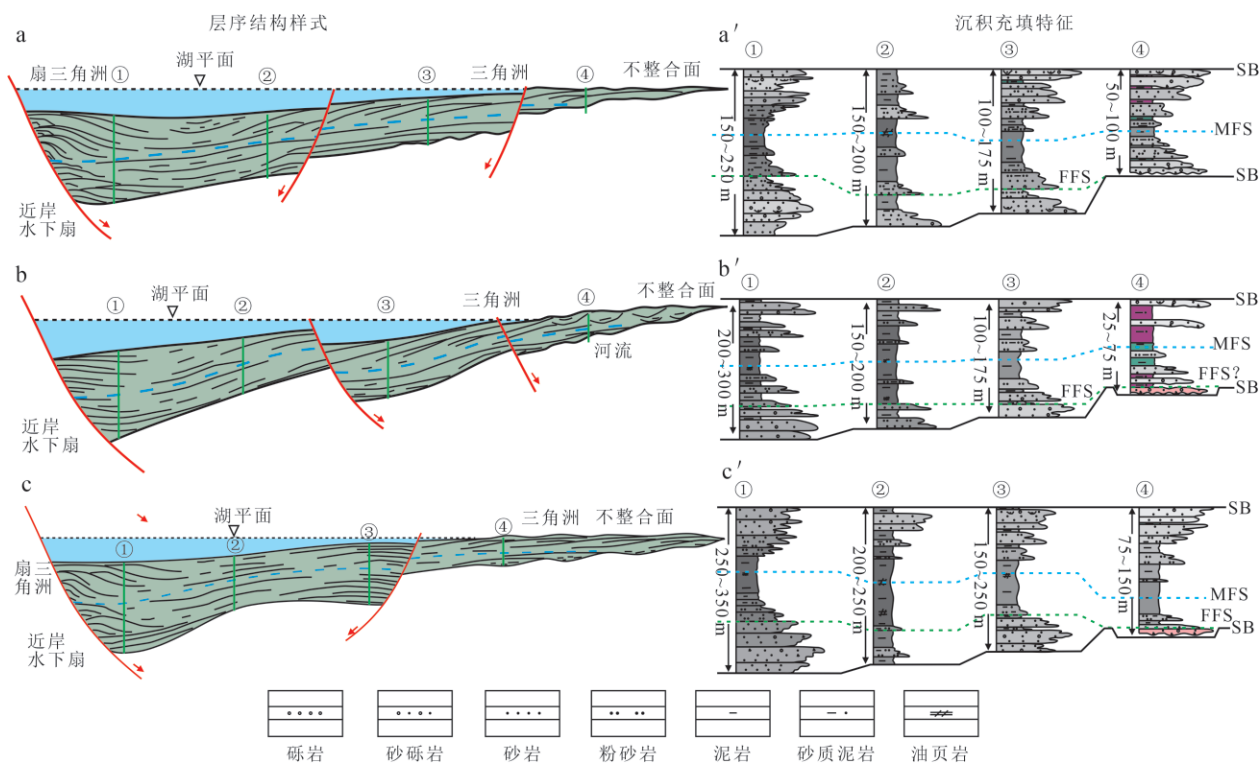 层序结构样式
沉积充填特征
a
扇三角洲
①
湖平面
②
③
三角洲
④
不整合面
近岸
水下扇
a′
①
②
③
④
SB
150~250 m
150~200 m
100~175 m
50~100 m
MFS
FFS
SB
b
①
湖平面
②
③
三角洲
④
不整合面
河流
近岸
水下扇
b′
①
②
③
④
SB
200~300 m
150~200 m
100~175 m
25~75 m
MFS
FFS
FFS?
SB
c
湖平面
①
②
③
三角洲
④
不整合面
扇三
角洲
近岸
水下扇
c′
①
②
③
④
SB
250~350 m
200~250 m
150~250 m
75~150 m
MFS
FFS
SB
砾岩
砂砾岩
砂岩
粉砂岩
泥岩
砂质泥岩
油页岩